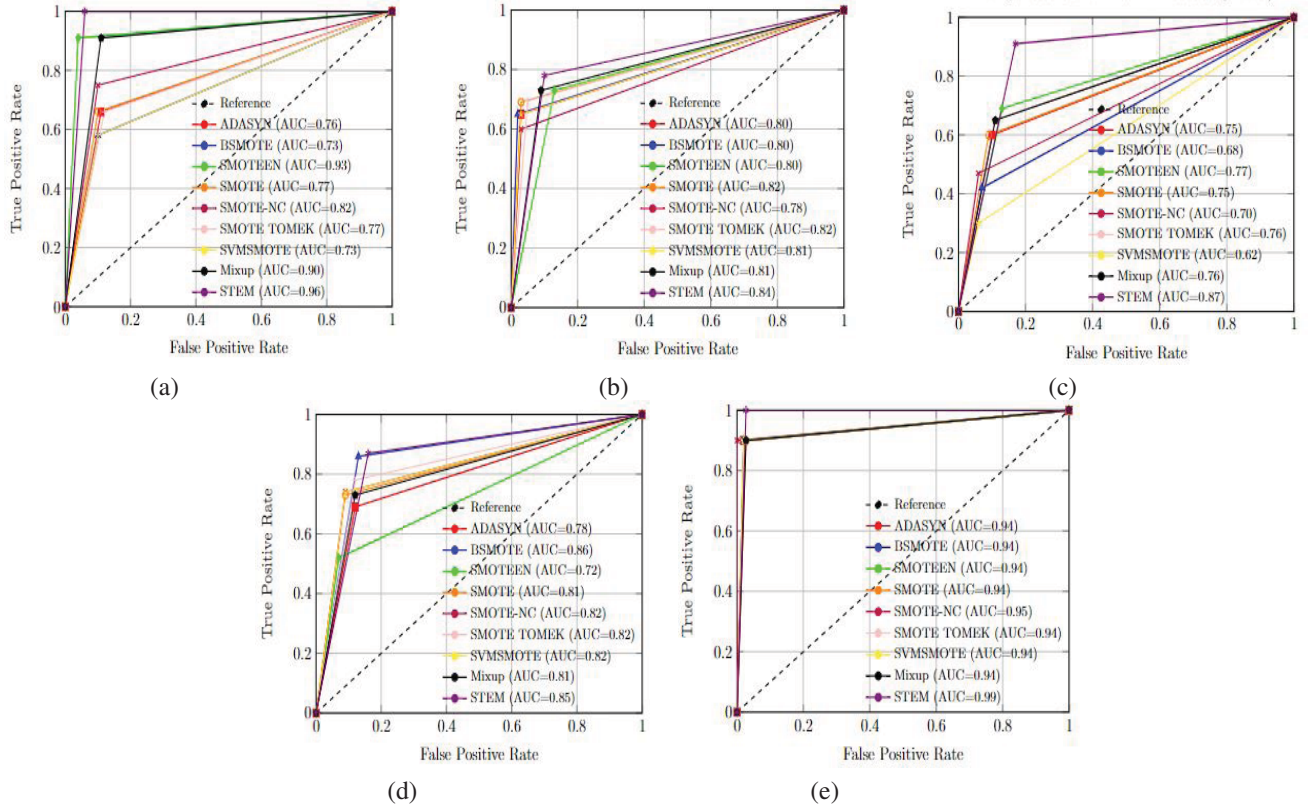 1
0.8
0.6
0.4
0.2
0
0
0.2
0.4
0.6
0.8
1
True Positive Rate
False Positive Rate
Reference
ADASYN (AUC=0.76)
BSMOTE (AUC=0.73)
SMOTEEN (AUC=0.93)
SMOTE (AUC=0.77)
SMOTE-NC (AUC=0.82)
SMOTE TOMEK (AUC=0.77)
SVMSMOTE (AUC=0.73)
Mixup (AUC=0.90)
STEM (AUC=0.96)
(a)
1
0.8
0.6
0.4
0.2
0
0
0.2
0.4
0.6
0.8
1
True Positive Rate
False Positive Rate
Reference
ADASYN (AUC=0.80)
BSMOTE (AUC=0.80)
SMOTEEN (AUC=0.80)
SMOTE (AUC=0.82)
SMOTE-NC (AUC=0.78)
SMOTE TOMEK (AUC=0.82)
SVMSMOTE (AUC=0.81)
Mixup (AUC=0.81)
STEM (AUC=0.84)
(b)
1
0.8
0.6
0.4
0.2
0
0
0.2
0.4
0.6
0.8
1
True Positive Rate
False Positive Rate
Reference
ADASYN (AUC=0.75)
BSMOTE (AUC=0.68)
SMOTEEN (AUC=0.77)
SMOTE (AUC=0.75)
SMOTE-NC (AUC=0.70)
SMOTE TOMEK (AUC=0.76)
SVMSMOTE (AUC=0.62)
Mixup (AUC=0.76)
STEM (AUC=0.87)
(c)
1
0.8
0.6
0.4
0.2
0
0
0.2
0.4
0.6
0.8
1
True Positive Rate
False Positive Rate
Reference
ADASYN (AUC=0.78)
BSMOTE (AUC=0.86)
SMOTEEN (AUC=0.72)
SMOTE (AUC=0.81)
SMOTE-NC (AUC=0.82)
SMOTE TOMEK (AUC=0.82)
SVMSMOTE (AUC=0.82)
Mixup (AUC=0.81)
STEM (AUC=0.85)
(d)
1
0.8
0.6
0.4
0.2
0
0
0.2
0.4
0.6
0.8
1
True Positive Rate
False Positive Rate
Reference
ADASYN (AUC=0.94)
BSMOTE (AUC=0.94)
SMOTEEN (AUC=0.94)
SMOTE (AUC=0.94)
SMOTE-NC (AUC=0.95)
SMOTE TOMEK (AUC=0.94)
SVMSMOTE (AUC=0.94)
Mixup (AUC=0.94)
STEM (AUC=0.99)
(e)